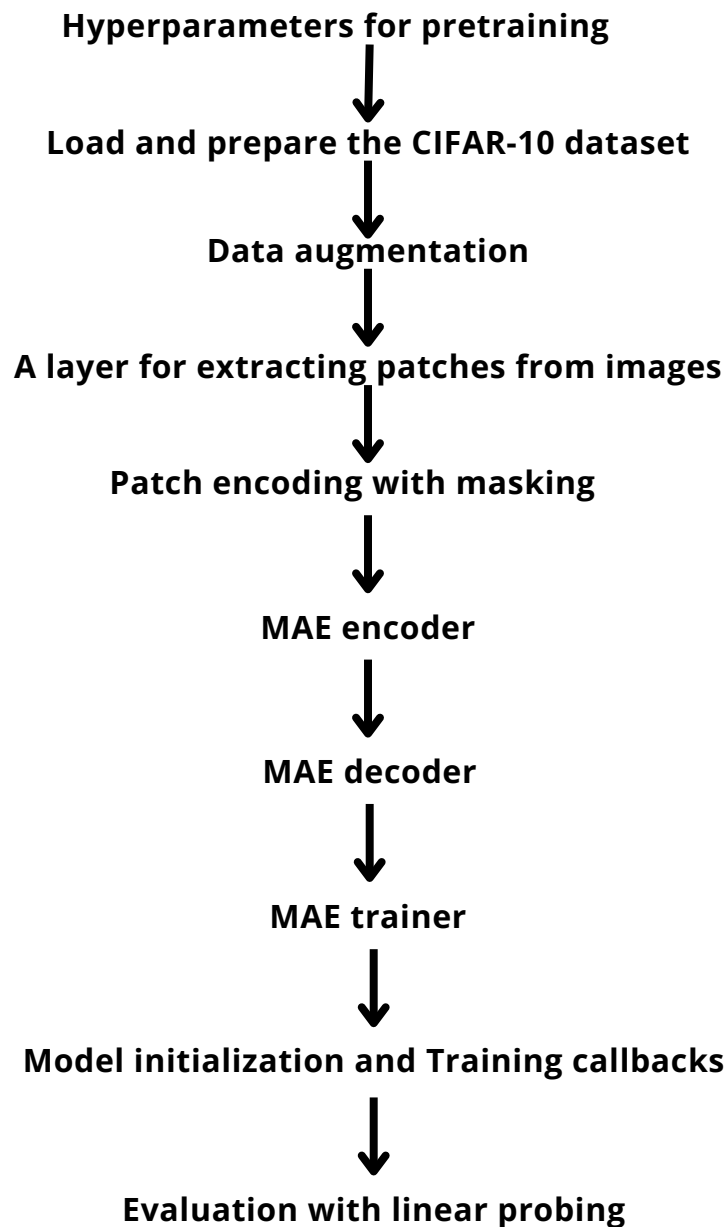 Hyperparameters for pretraining
Load and prepare the CIFAR-10 dataset
Data augmentation
A layer for extracting patches from images
Patch encoding with masking
MAE encoder
MAE decoder
MAE trainer
Model initialization and Training callbacks
Evaluation with linear probing